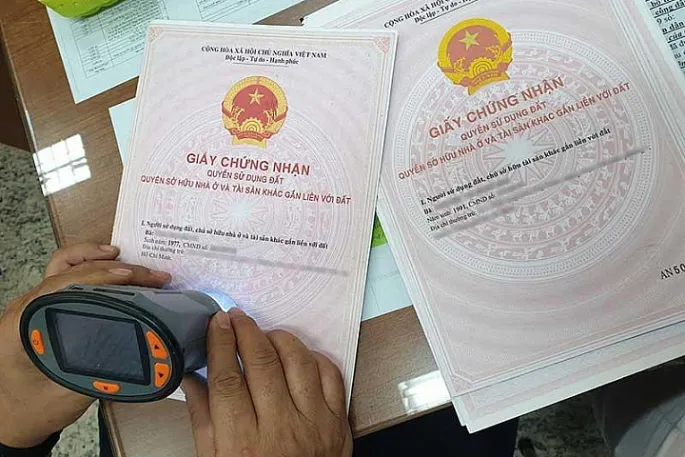 CỘNG HÒA XÃ HỘI CHỦ NGHĨA VIỆT NAM
Độc lập - Tự do - Hạnh phúc
GIẤY CHỨNG NHẬN
QUYỀN SỬ DỤNG ĐẤT
QUYỀN SỞ HỮU NHÀ Ở VÀ TÀI SẢN KHÁC GẮN LIỀN VỚI ĐẤT
I. Người sử dụng đất, chủ sở hữu nhà ở và tài sản khác gắn liền với đất
Bà:
Sinh năm: 1977, CMND số:
Địa chỉ thường trú:
Hồ Chí Minh.
CỘNG HÒA XÃ HỘI CHỦ
Độc lập - Tự do - Hạnh phúc
GIẤY CHỨNG NHẬN
QUYỀN SỬ DỤNG ĐẤT
QUYỀN SỞ HỮU NHÀ Ở VÀ TÀI SẢN KHÁC GẮN LIỀN VỚI ĐẤT
I. Người sử dụng đất, chủ sở hữu nhà ở và tài sản khác gắn liền với đất
Bà:
Năm sinh: 1991, CMND số:
Địa chỉ thường trú:
AN 50